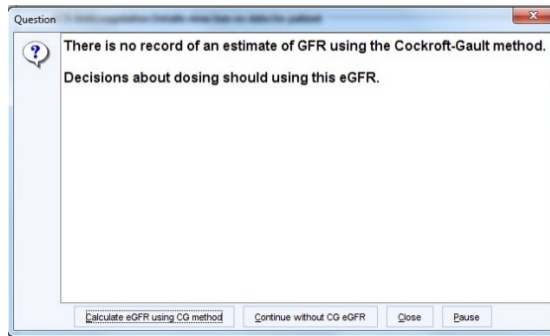 Question
There is no record of an estimate of GFR using the Cockroft-Gault method.
Decisions about dosing should using this eGFR.
Calculate eGFR using CG method
Continue without CG eGFR
Close
Pause